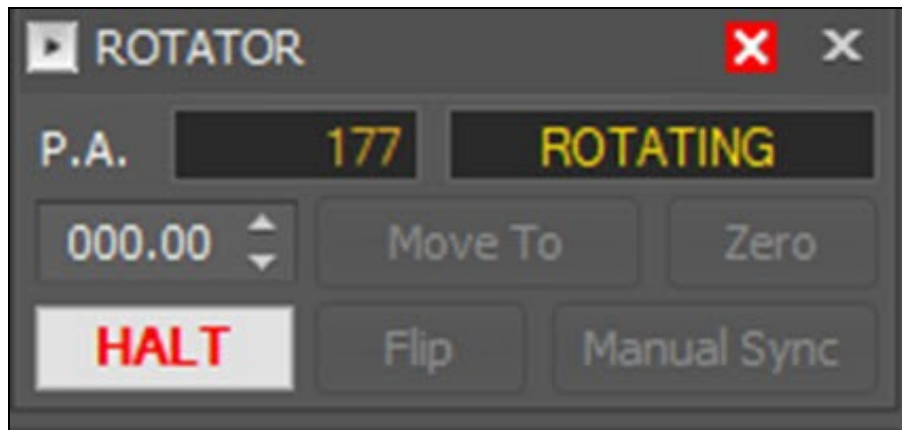 ROTATOR
P.A. 177 ROTATING
000.00 Move To Zero
HALT Flip Manual Sync